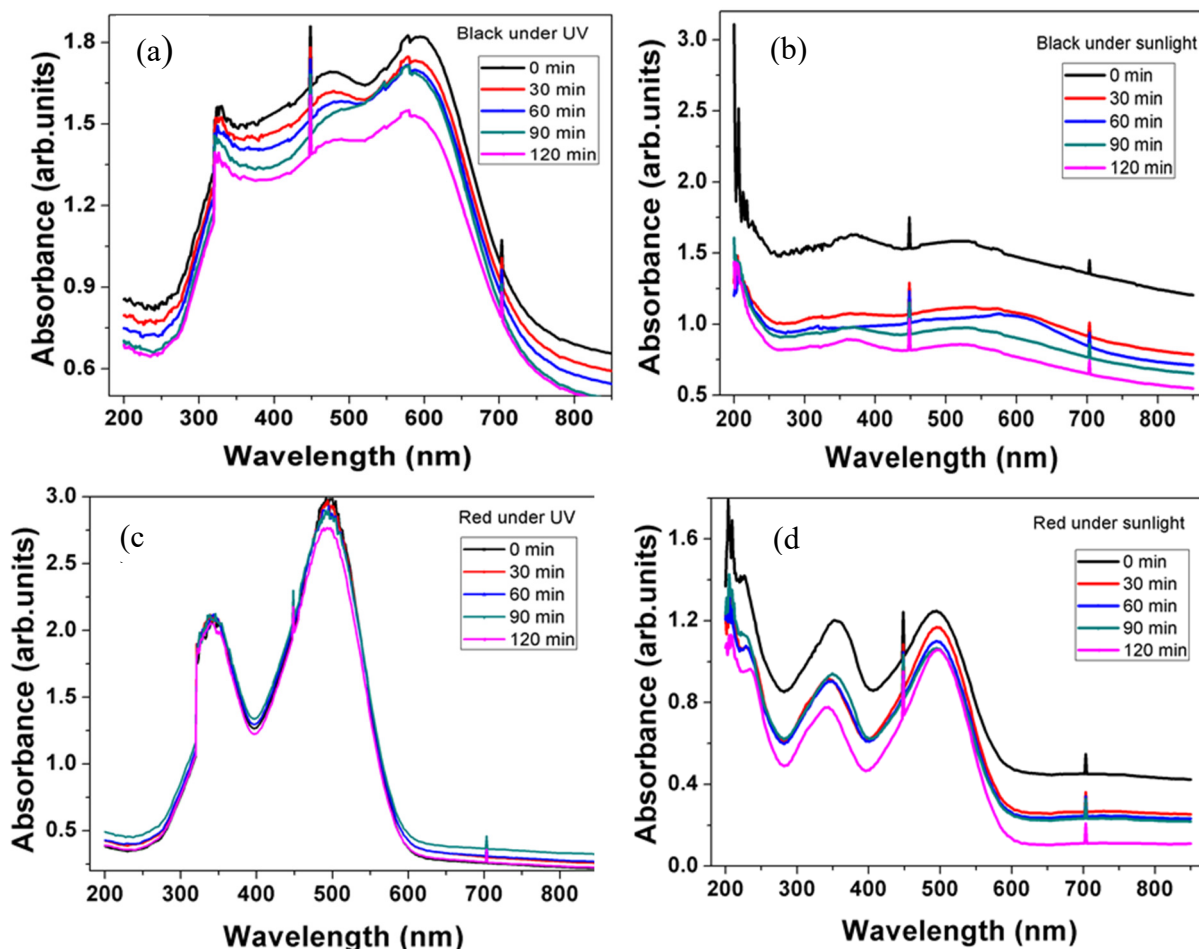 (a)
Black under UV
0 min
30 min
60 min
90 min
120 min
Absorbance (arb.units)
1.8
1.5
1.2
0.9
0.6
200 300 400 500 600 700 800
Wavelength (nm)
(b)
Black under sunlight
0 min
30 min
60 min
90 min
120 min
Absorbance (arb.units)
3.0
2.5
2.0
1.5
1.0
0.5
200 300 400 500 600 700 800
Wavelength (nm)
(c
Red under UV
0 min
30 min
60 min
90 min
120 min
Absorbance (arb.units)
3.0
2.5
2.0
1.5
1.0
0.5
200 300 400 500 600 700 800
Wavelength (nm)
(d
Red under sunlight
0 min
30 min
60 min
90 min
120 min
Absorbance (arb.units)
1.6
1.2
0.8
0.4
0.0
200 300 400 500 600 700 800
Wavelength (nm)